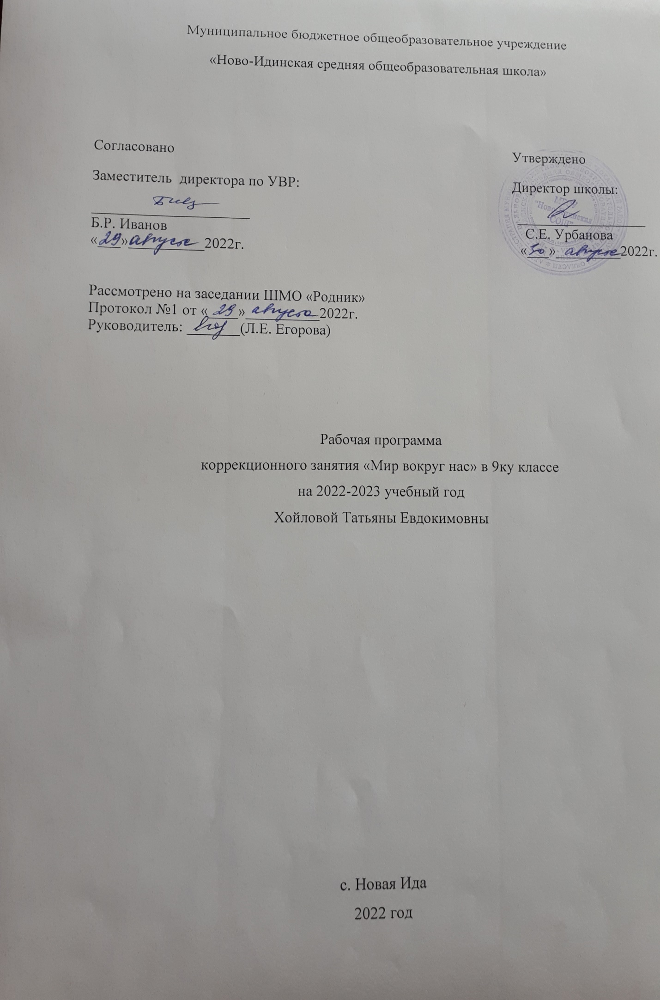 Муниципальное бюджетное общеобразовательное учреждение
«Ново-Идинская средняя общеобразовательная школа»
Согласовано
Заместитель директора по УВР:
Б.Р. Иванов
«29» августа 2022г.
Утверждено
Директор школы:
МБОУ
"Ново-Идинская
СОШ"
С.Е. Урбанова
«30» августа 2022г.
Рассмотрено на заседании ШМО «Родник»
Протокол №1 от «29» августа 2022г.
Руководитель: (Л.Е. Егорова)
Рабочая программа
коррекционного занятия «Мир вокруг нас» в 9ку классе
на 2022-2023 учебный год
Хойловой Татьяны Евдокимовны
с. Новая Ида
2022 год